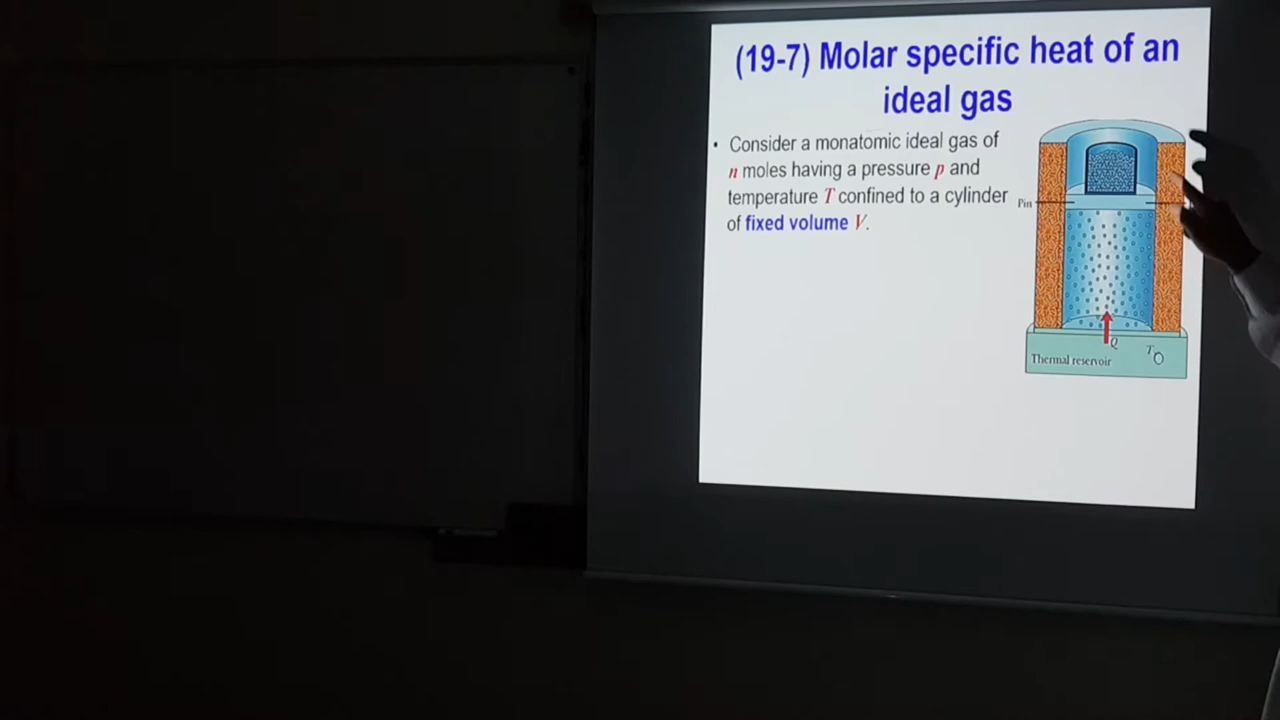 (19-7) Molar specific heat of an
ideal gas
• Consider a monatomic ideal gas of
n moles having a pressure p and
temperature T confined to a cylinder
of fixed volume V.
Pin
Q
Thermal reservoir
T